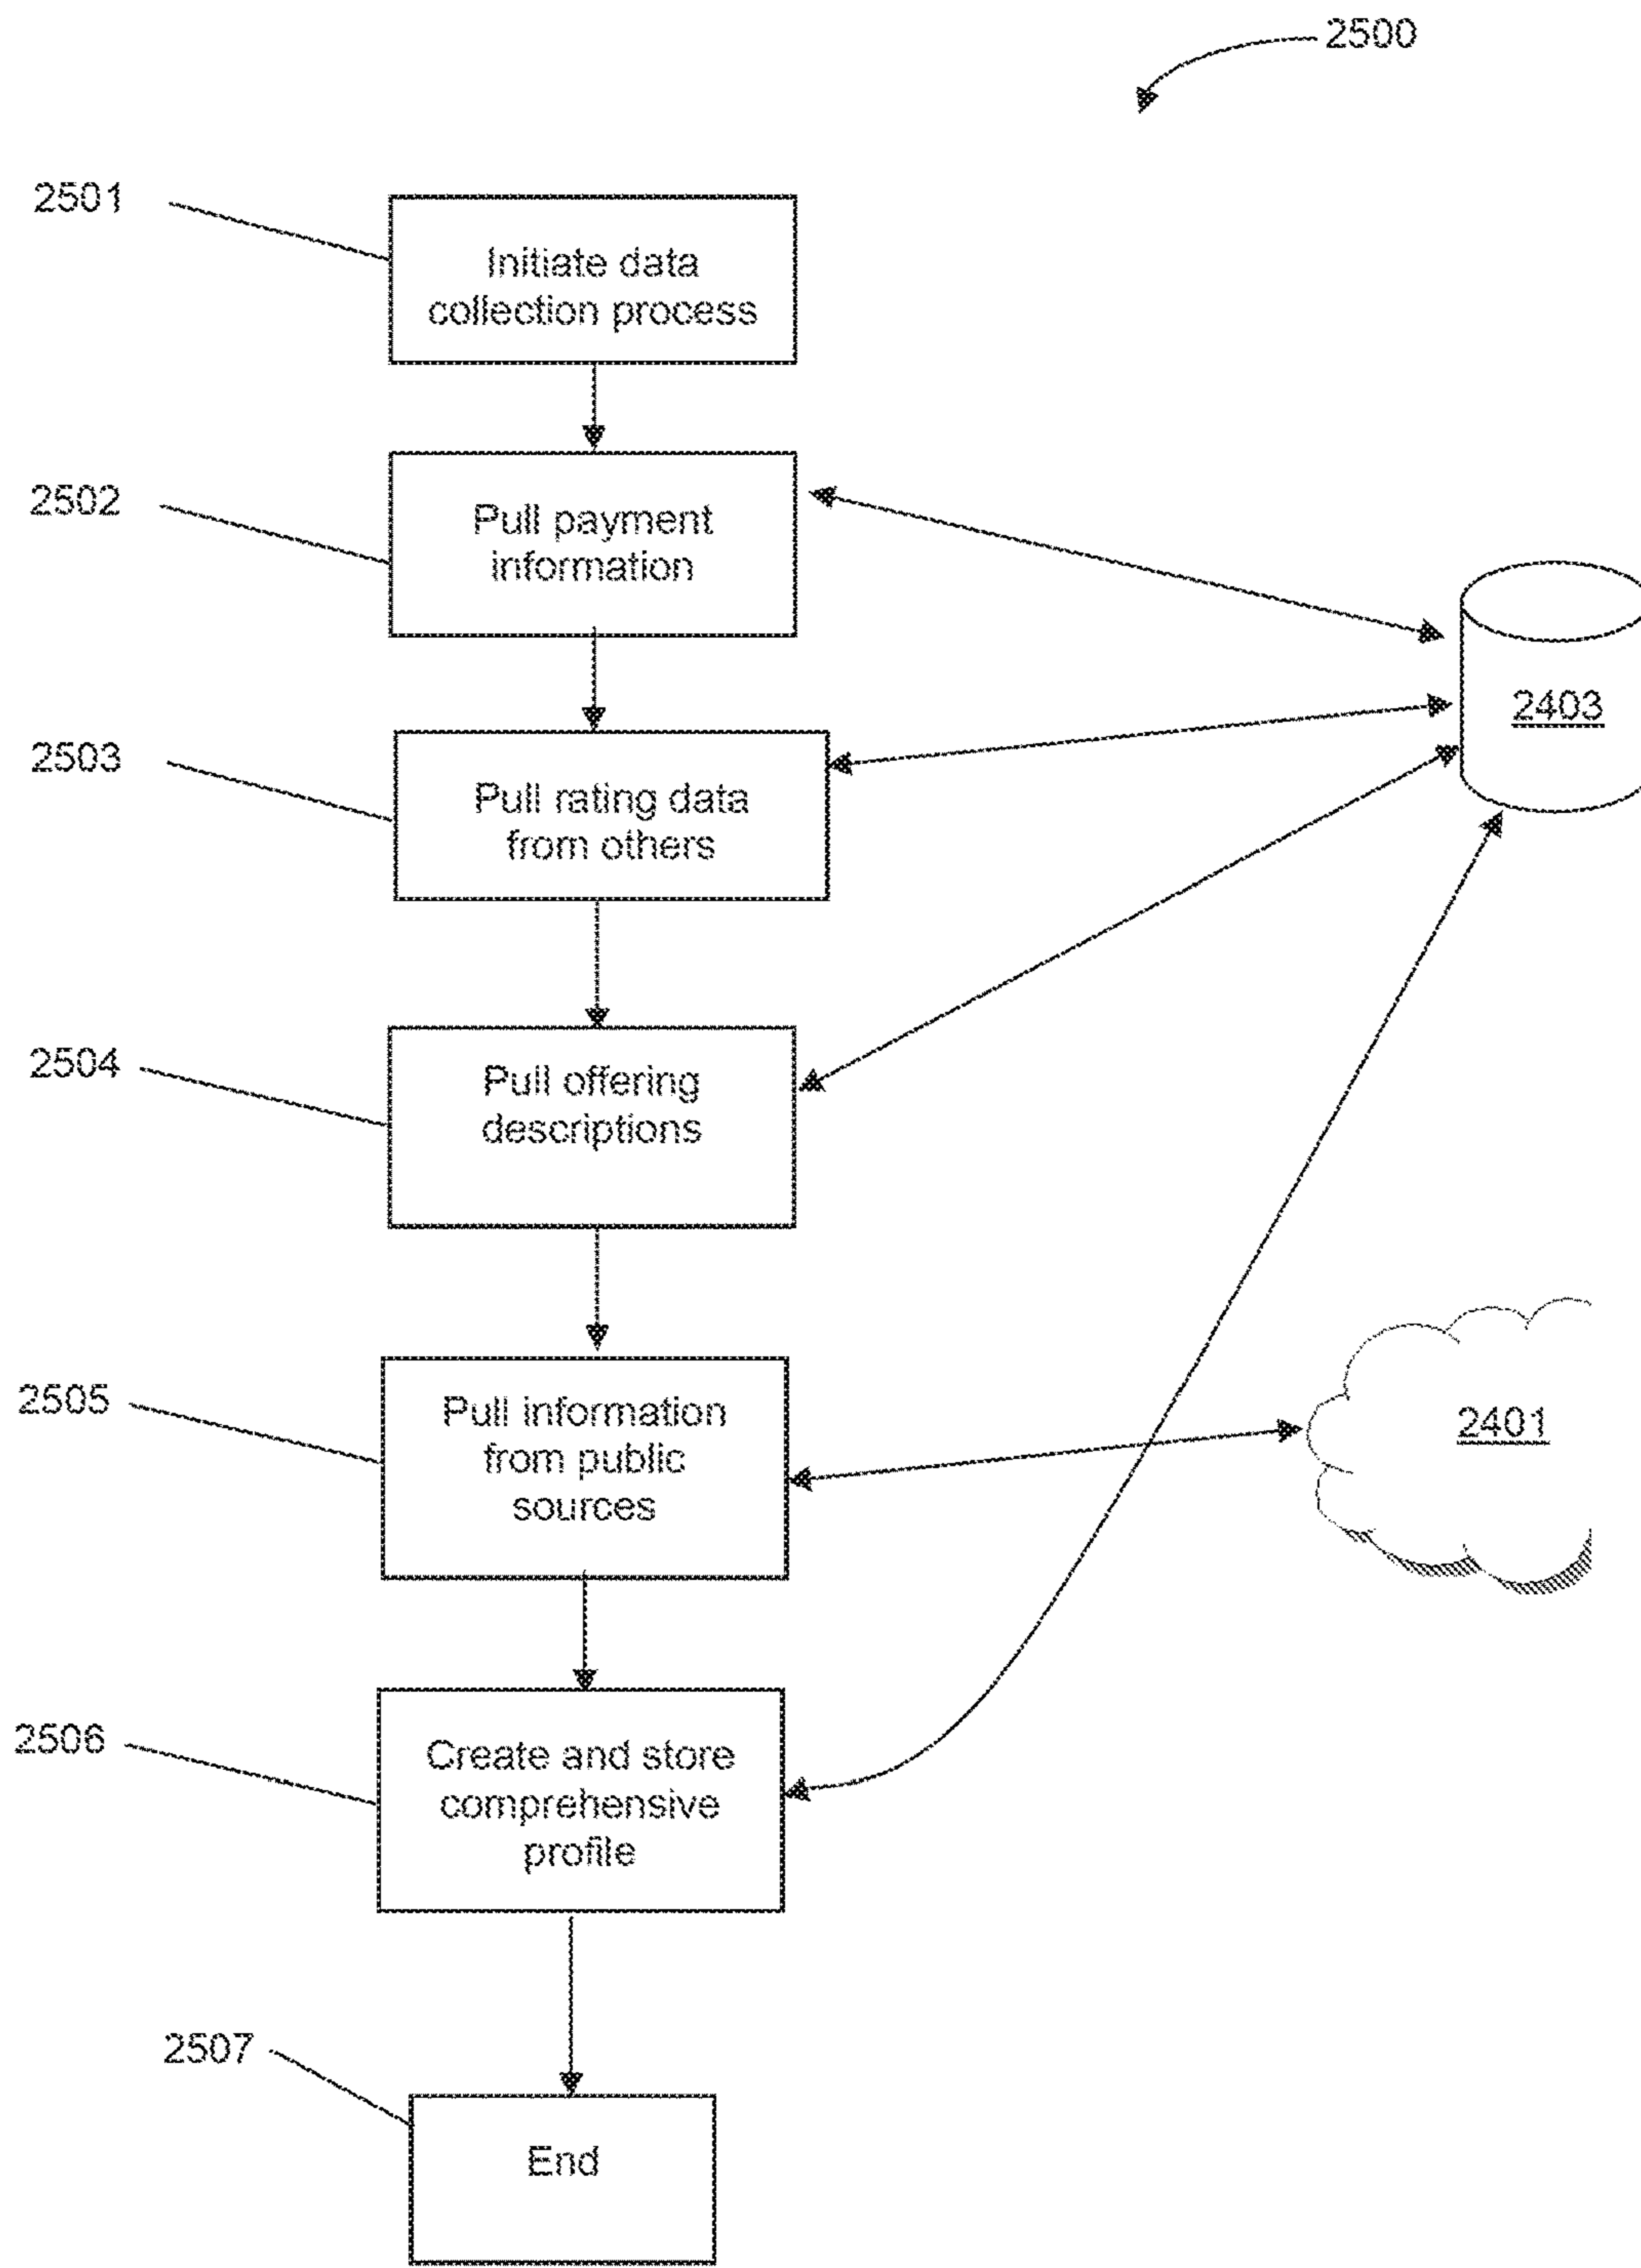 2500
2501
Initiate data
collection process
2502
Pull payment
information
2403
2503
Pull rating data
from others
2504
Pull offering
descriptions
2505
Pull information
from public
sources
2401
2506
Create and store
comprehensive
profile
2507
End